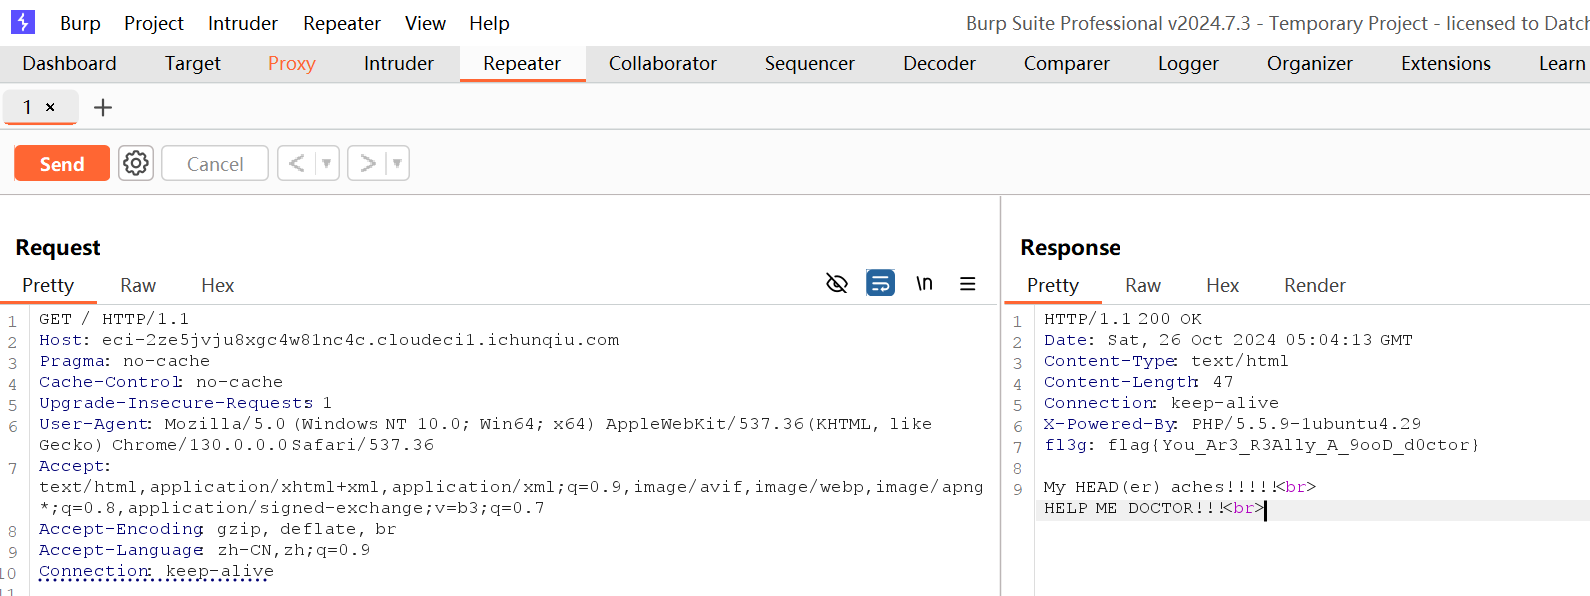 Burp Project Intruder Repeater View Help Burp Suite Professional v2024.7.3 - Temporary Project - licensed to
Dashboard Target Proxy Intruder Repeater Collaborator Sequencer Decoder Comparer Logger Organizer Extensions Learn
1 × +
Send Cancel < >
Request
Pretty Raw Hex \n
1 GET / HTTP/1.1
2 Host: eci-2ze5jvju8xgc4w81nc4c.cloudeci1.ichunqiu.com
3 Pragma: no-cache
4 Cache-Control: no-cache
5 Upgrade-Insecure-Requests: 1
6 User-Agent: Mozilla/5.0 (Windows NT 10.0; Win64; x64) AppleWebKit/537.36 (KHTML, like
Gecko) Chrome/130.0.0.0 Safari/537.36
7 Accept:
text/html,application/xhtml+xml,application/xml;q=0.9,image/avif,image/webp,image/apng
*;q=0.8,application/signed-exchange;v=b3;q=0.7
8 Accept-Encoding: gzip, deflate, br
9 Accept-Language: zh-CN,zh;q=0.9
10 Connection: keep-alive
11
Response
Pretty Raw Hex Render
1 HTTP/1.1 200 OK
2 Date: Sat, 26 Oct 2024 05:04:13 GMT
3 Content-Type: text/html
4 Content-Length: 47
5 Connection: keep-alive
6 X-Powered-By: PHP/5.5.9-1ubuntu4.29
7 fl3g: flag{You_Ar3_R3Ally_A_9ooD_d0ctor}
8
9 My HEAD(er) aches!!!!!<br>
HELP ME DOCTOR!!!<br>